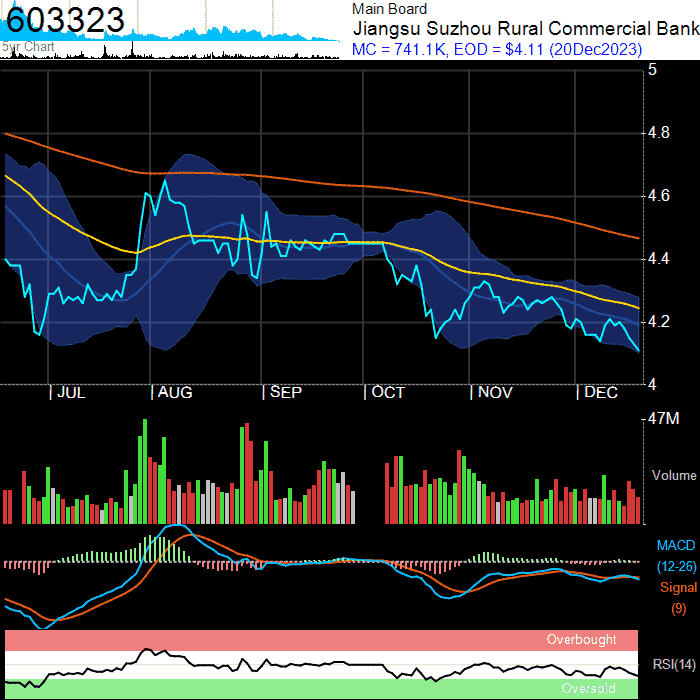 603323
5yr Chart
Main Board
Jiangsu Suzhou Rural Commercial Bank
MC = 741.1K, EOD = $4.11 (20Dec2023)
5
4.8
4.6
4.4
4.2
4
JUL AUG SEP OCT NOV DEC
47M
Volume
MACD
(12-26)
Signal
(9)
Overbought
RSI(14)
Oversold